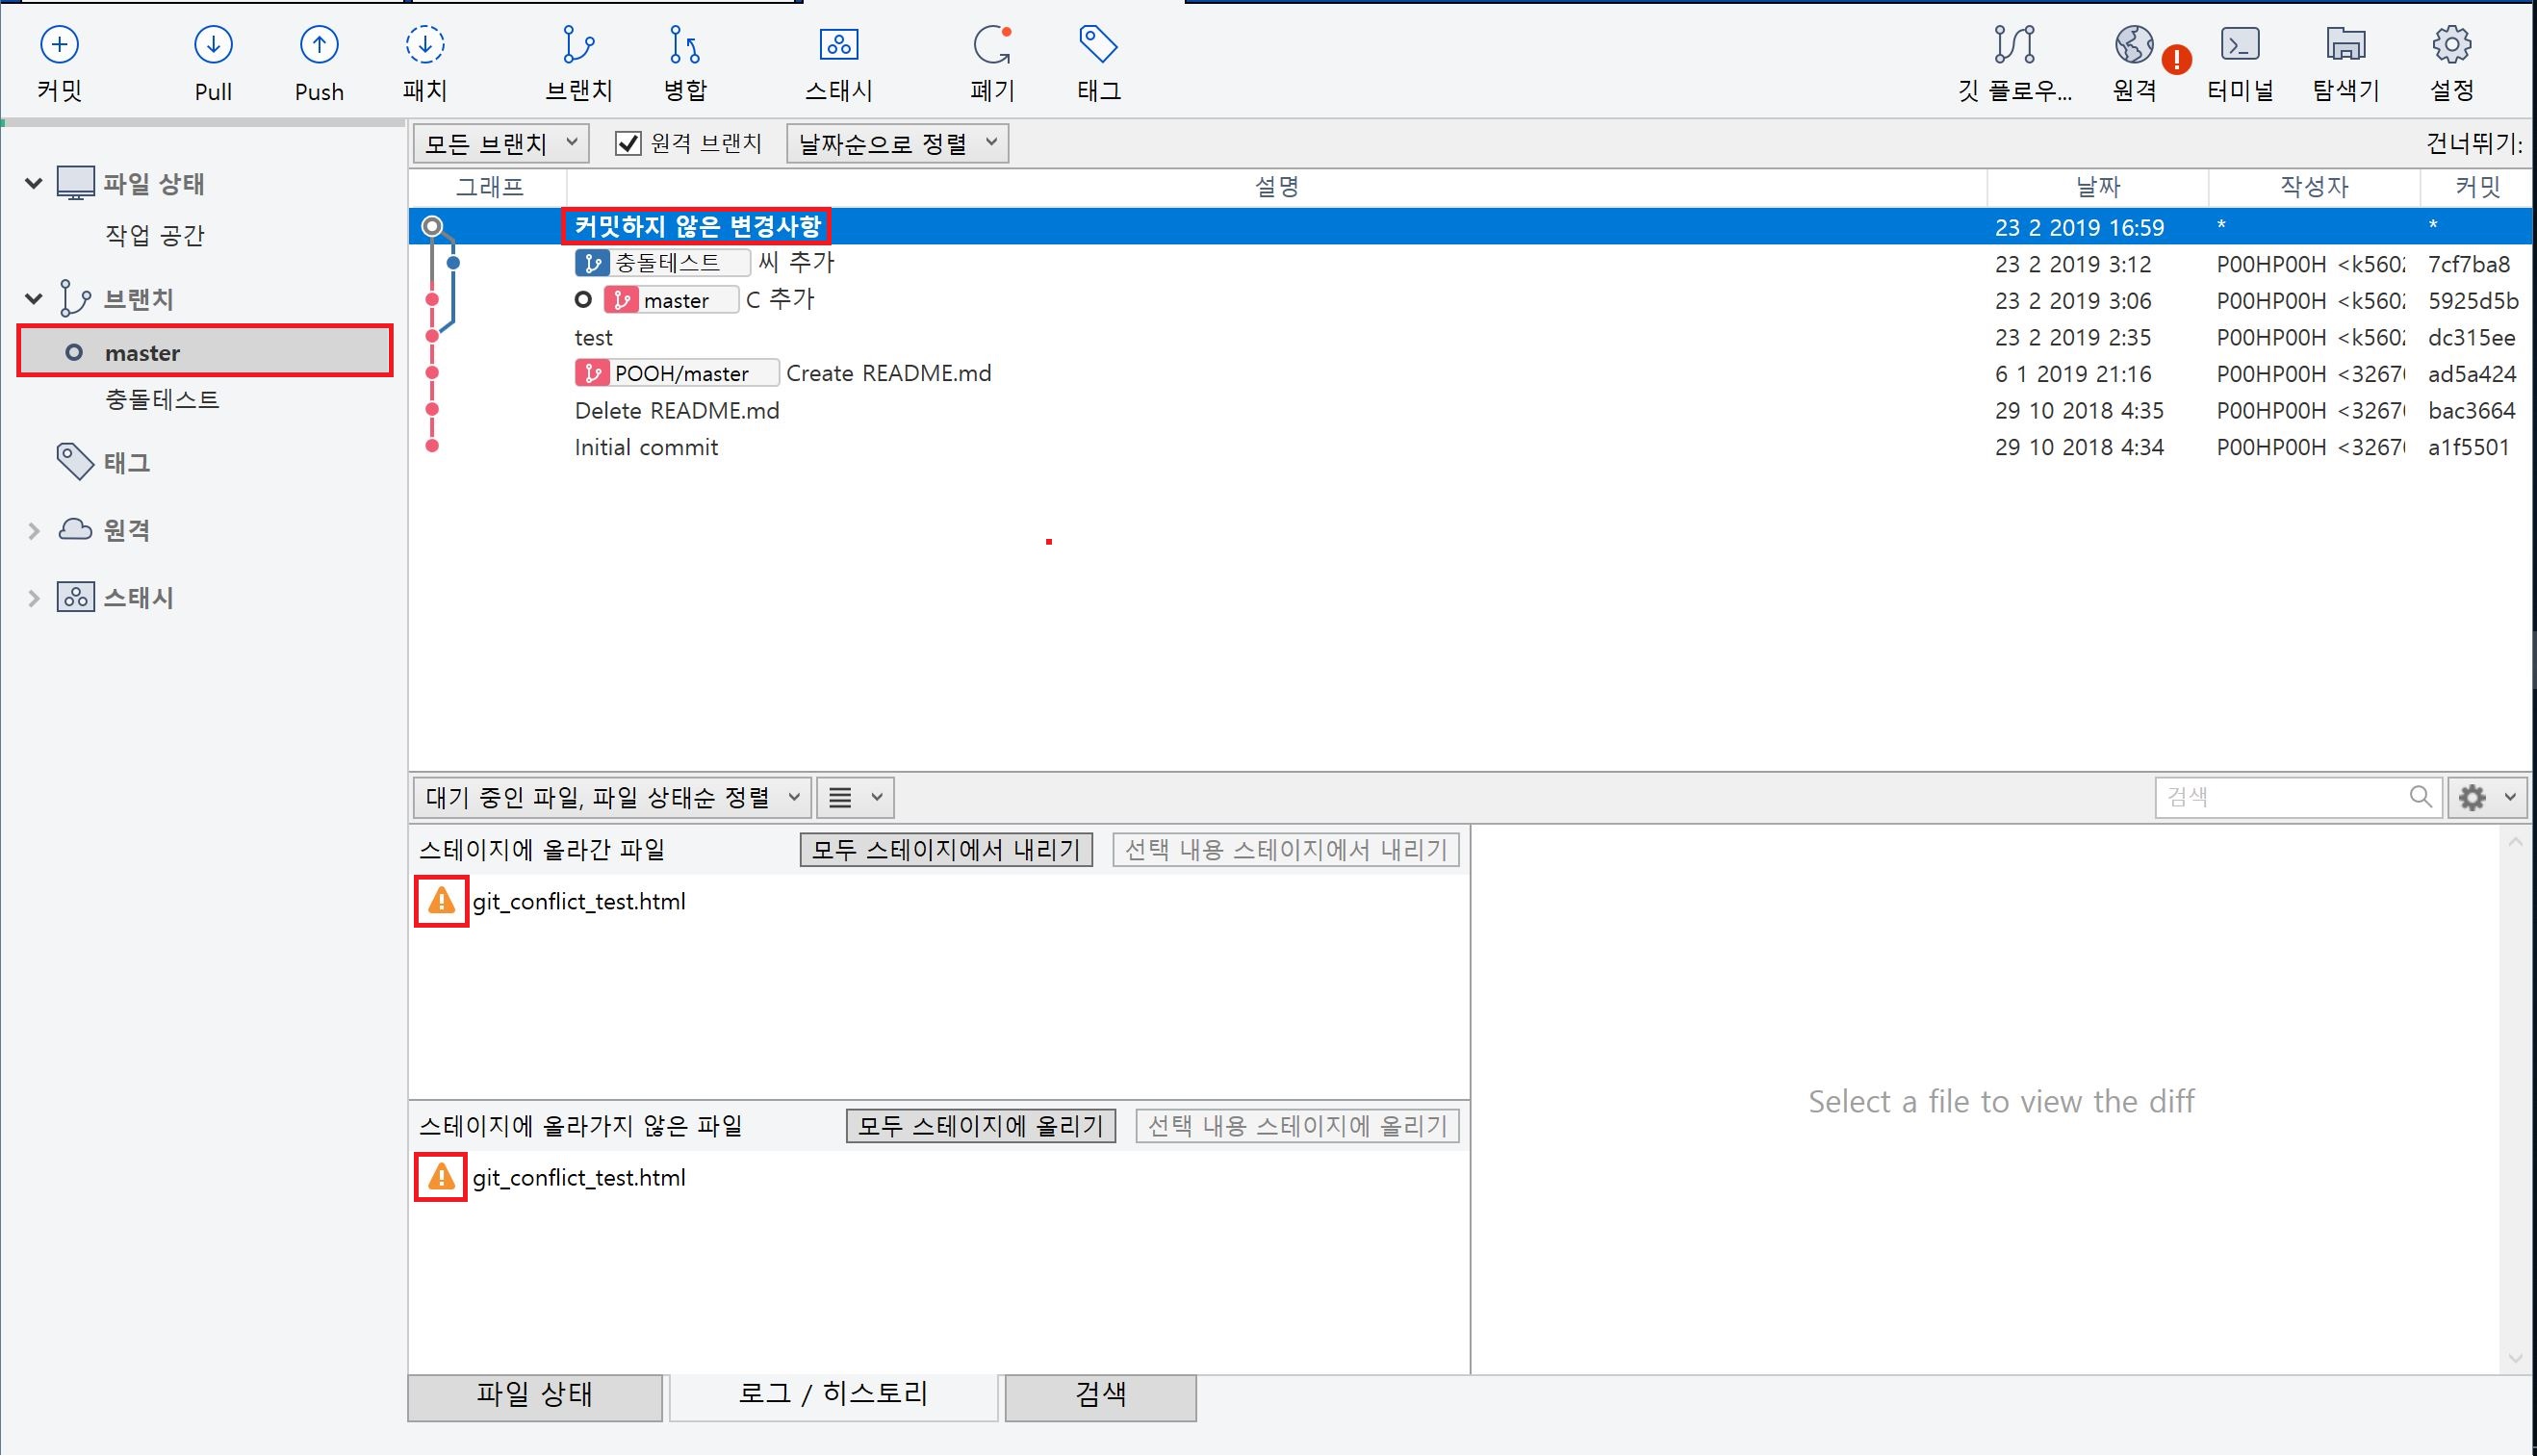 커밋 Pull Push 패치 브랜치 병합 스태시 폐기 태그 깃 플로우... 원격 터미널 탐색기 설정
모든 브랜치 원격 브랜치 날짜순으로 정렬 건너뛰기:
파일 상태
작업 공간
브랜치
master
충돌테스트
태그
원격
스태시
그래프 설명 날짜 작성자 커밋
커밋하지 않은 변경사항 23 2 2019 16:59 * *
충돌테스트 씨 추가 23 2 2019 3:12 P00HP00H <k5602 7cf7ba8
master C 추가 23 2 2019 3:06 P00HP00H <k5602 5925d5b
test 23 2 2019 2:35 P00HP00H <k5602 dc315ee
POOH/master Create README.md 6 1 2019 21:16 P00HP00H <32670 ad5a424
Delete README.md 29 10 2018 4:35 P00HP00H <32670 bac3664
Initial commit 29 10 2018 4:34 P00HP00H <32670 a1f5501
대기 중인 파일, 파일 상태순 정렬 검색
스테이지에 올라간 파일 모두 스테이지에서 내리기 선택 내용 스테이지에서 내리기
git_conflict_test.html
Select a file to view the diff
스테이지에 올라가지 않은 파일 모두 스테이지에 올리기 선택 내용 스테이지에 올리기
git_conflict_test.html
파일 상태 로그 / 히스토리 검색